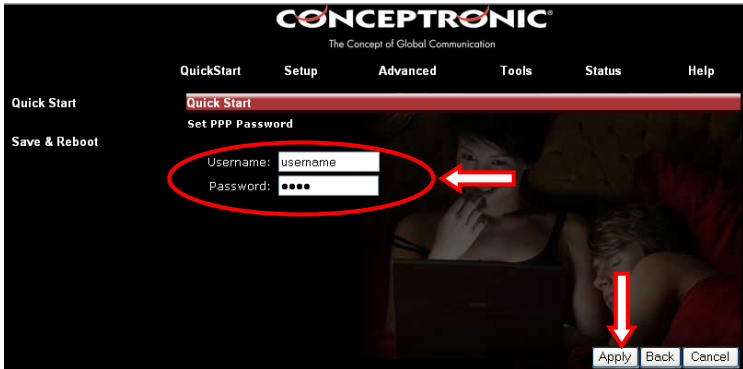 CONCEPTRONIC®
The Concept of Global Communication
QuickStart Setup Advanced Tools Status Help
Quick Start
Save & Reboot
Quick Start
Set PPP Password
Username: username
Password: ●●●●
Apply Back Cancel